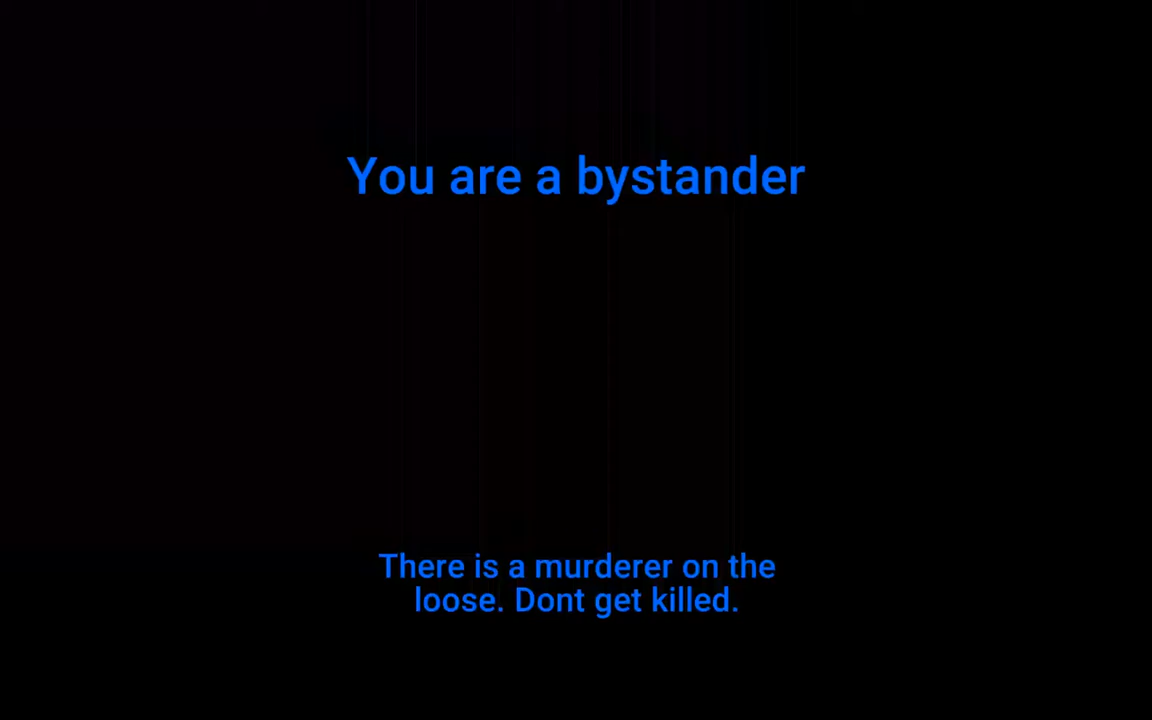 You are a bystander
There is a murderer on the
loose. Dont get killed.